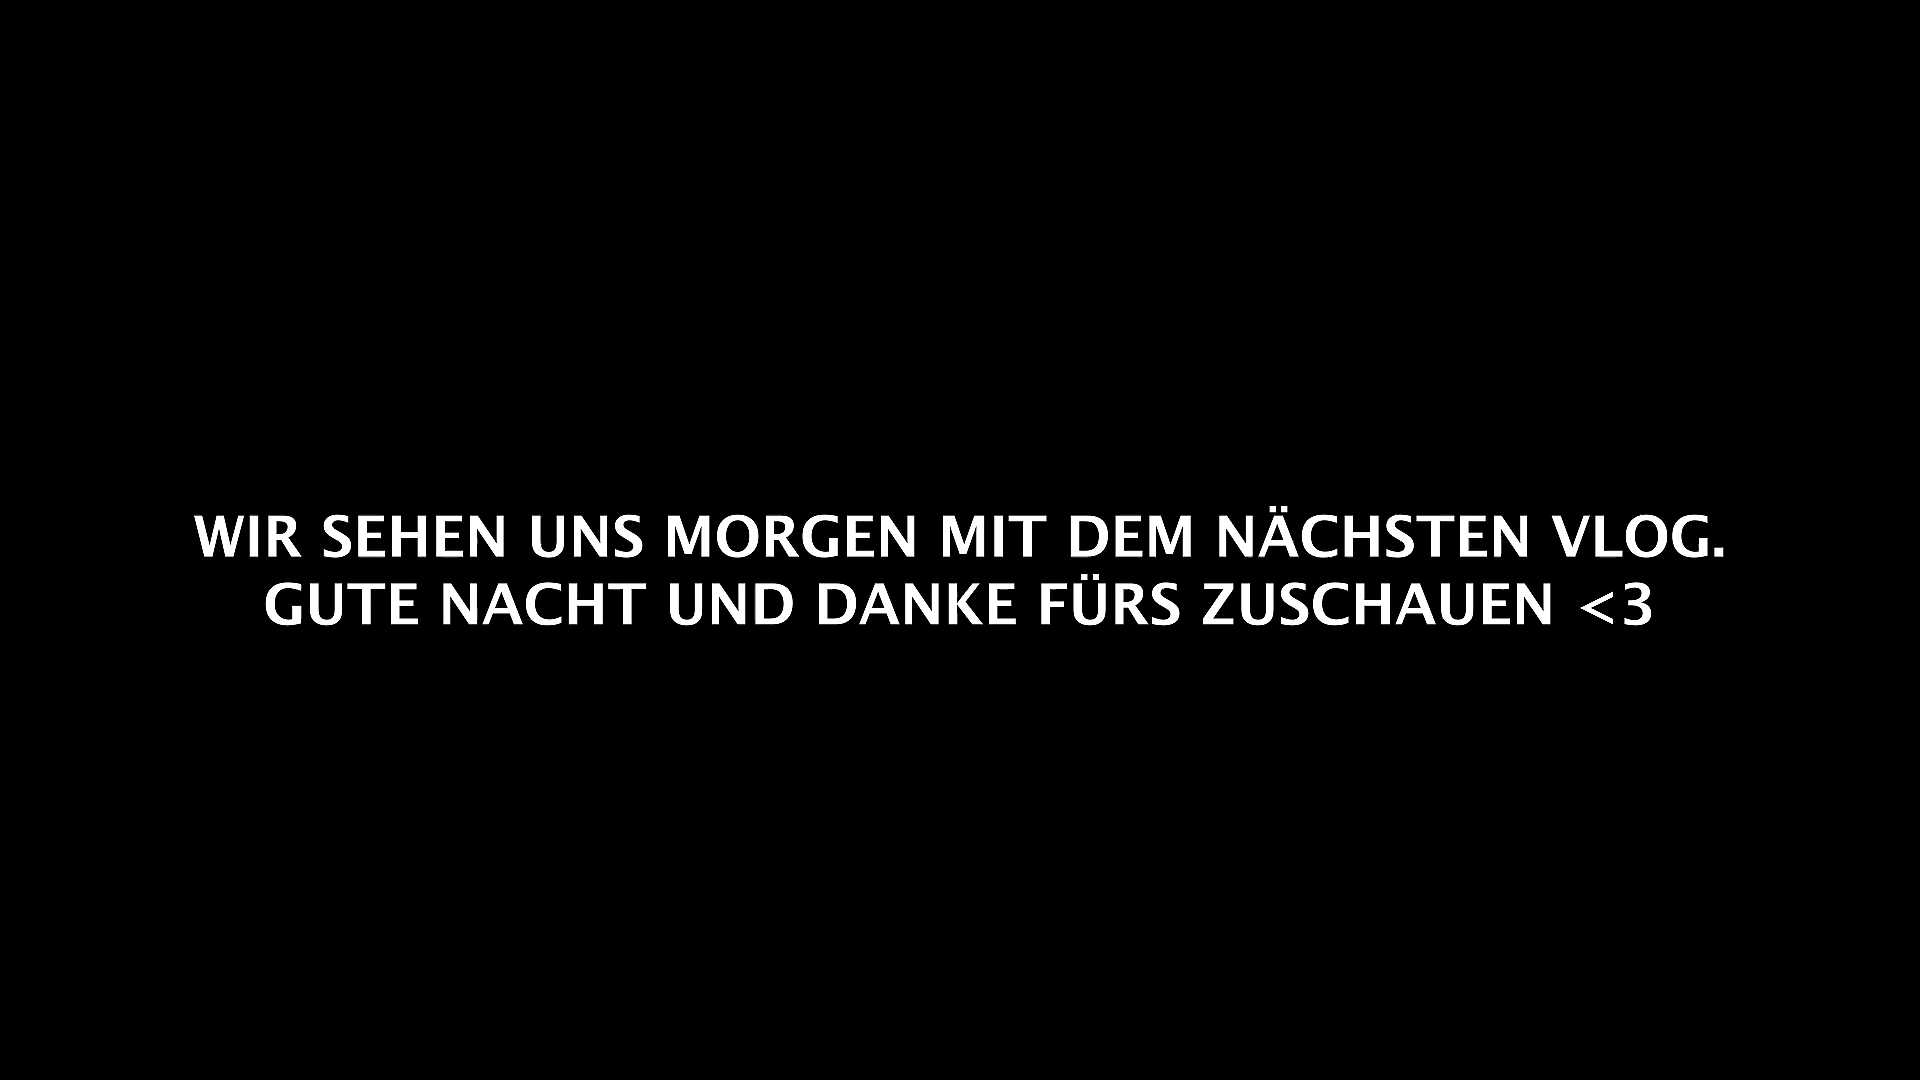 WIR SEHEN UNS MORGEN MIT DEM NÄCHSTEN VLOG.
GUTE NACHT UND DANKE FÜRS ZUSCHAUEN <3